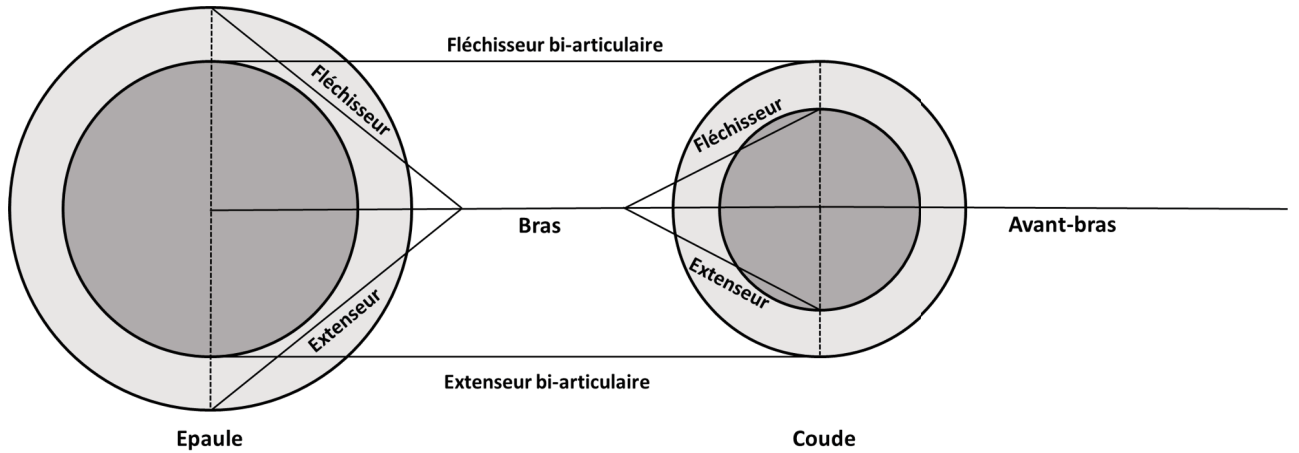 Fléchisseur bi-articulaire
Fléchisseur
Fléchisseur
Bras
Avant-bras
Extenseur
Extenseur
Extenseur bi-articulaire
Epaule
Coude